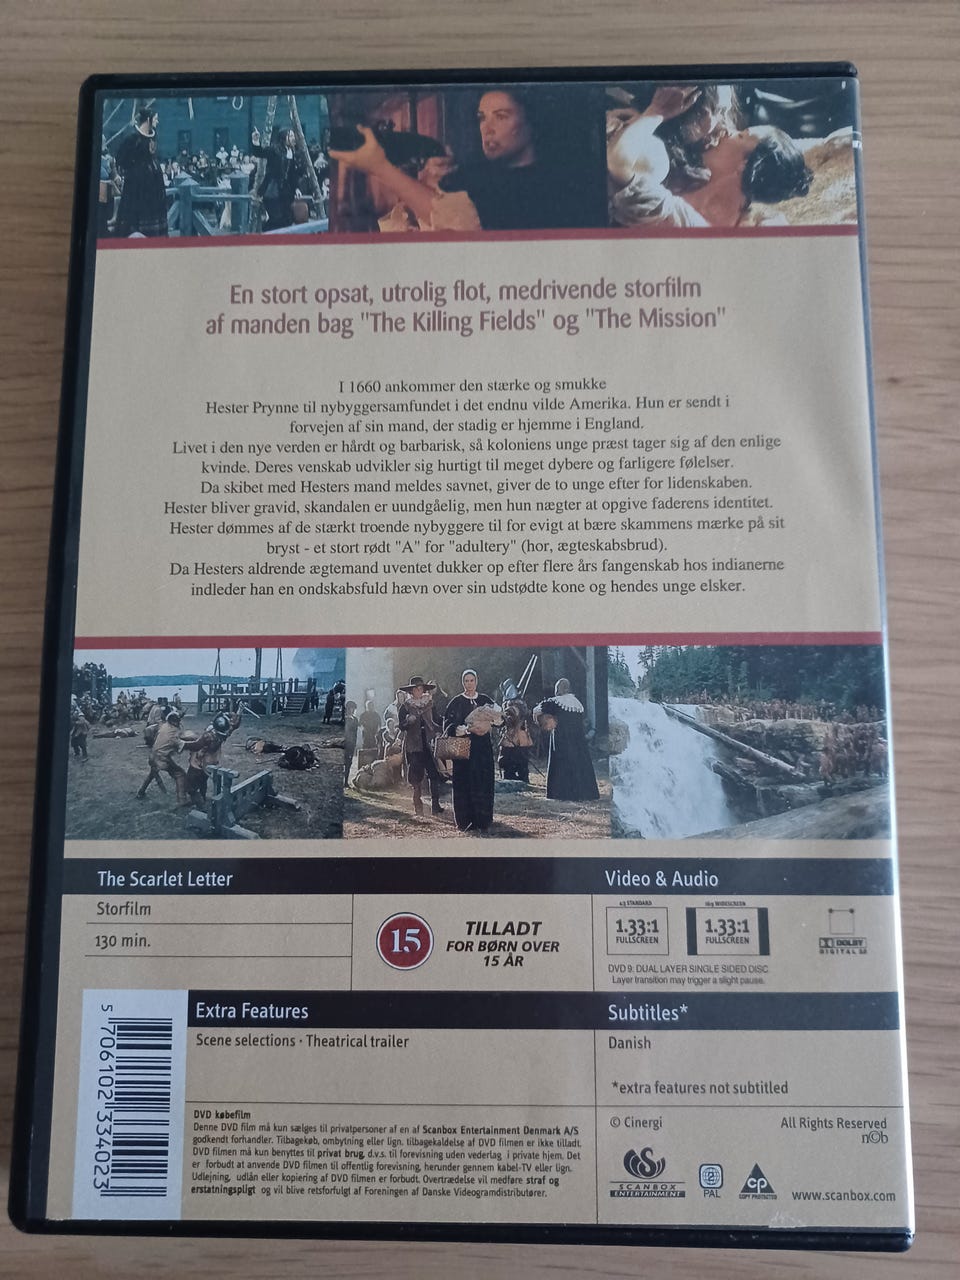 En stort opsat, utrolig flot, medrivende storfilm
af manden bag "The Killing Fields" og "The Mission"
I 1660 ankommer den stærke og smukke
Hester Prynne til nybyggersamfundet i det endnu vilde Amerika. Hun er sendt i
forvejen af sin mand, der stadig er hjemme i England.
Livet i den nye verden er hårdt og barbarisk, så koloniens unge præst tager sig af den enlige
kvinde. Deres venskab udvikler sig hurtigt til meget dybere og farligere følelser.
Da skibet med Hesters mand meldes savnet, giver de to unge efter for lidenskaben.
Hester bliver gravid, skandalen er uundgåelig, men hun nægter at opgive faderens identitet.
Hester dømmes af de stærkt troende nybyggere til for evigt at bære skammens mærke på sit
bryst - et stort rødt "A" for "adultery" (hor, ægteskabsbrud).
Da Hesters aldrende ægtemand uventet dukker op efter flere års fangenskab hos indianerne
indleder han en ondskabsfuld hævn over sin udstødte kone og hendes unge elsker.
The Scarlet Letter
Video & Audio
Storfilm
130 min.
15
TILLADT
FOR BØRN OVER
15 ÅR
4:3 STANDARD
16:9 WIDESCREEN
1.33:1
FULLSCREEN
1.33:1
FULLSCREEN
DOLBY
DIGITAL
DVD 9: DUAL LAYER SINGLE SIDED DISC
Layer transition may trigger a slight pause.
Extra Features
Subtitles*
Scene selections · Theatrical trailer
Danish
*extra features not subtitled
5 706102 334023
DVD købefilm
Denne DVD film må kun sælges til privatpersoner af en af Scanbox Entertainment Denmark A/S
godkendt forhandler. Tilbagekøb, ombytning eller lign. tilbagekaldelse af DVD filmen er ikke tilladt.
DVD filmen må kun benyttes til privat brug, d.v.s. til forevisning uden vederlag i private hjem. Det
er forbudt at anvende DVD filmen til offentlig forevisning, herunder gennem kabel-TV eller lign.
Udlejning, udlån eller kopiering af DVD filmen er forbudt. Overtrædelse vil medføre straf og
erstatningspligt og vil blive retsforfulgt af Foreningen af Danske Videogramdistributører.
© Cinergi
All Rights Reserved
n©b
SCANBOX
ENTERTAINMENT
2
PAL
CP
COPY PROTECTED
www.scanbox.com